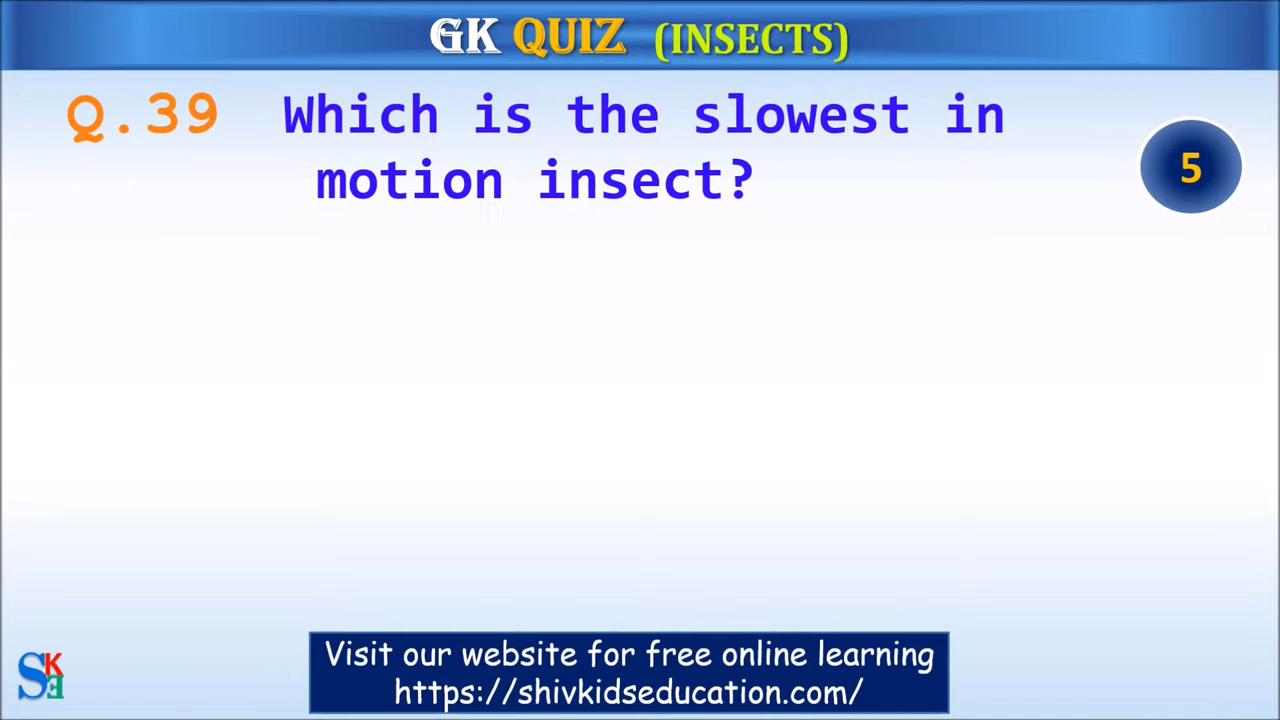 GK QUIZ (INSECTS)
Q.39 Which is the slowest in
motion insect?
5
Visit our website for free online learning
https://shivkidseducation.com/
SKE